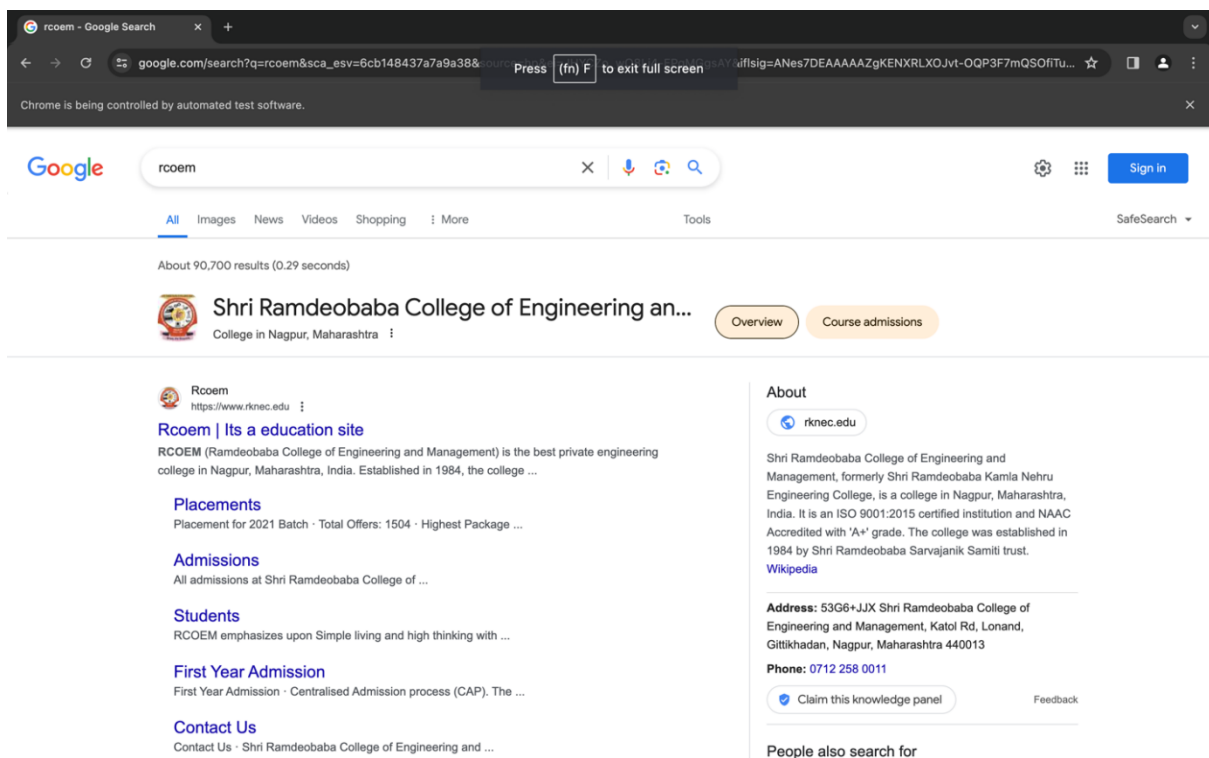 rcoem - Google Search
google.com/search?q=rcoem&sca_esv=6cb148437a7a9a38&
Press (fn) F to exit full screen
Chrome is being controlled by automated test software.
Google
rcoem
Sign in
All Images News Videos Shopping More Tools SafeSearch
About 90,700 results (0.29 seconds)
Shri Ramdeobaba College of Engineering an...
College in Nagpur, Maharashtra
Overview Course admissions
Rcoem
https://www.rknec.edu
Rcoem | Its a education site
RCOEM (Ramdeobaba College of Engineering and Management) is the best private engineering
college in Nagpur, Maharashtra, India. Established in 1984, the college ...
Placements
Placement for 2021 Batch · Total Offers: 1504 · Highest Package ...
Admissions
All admissions at Shri Ramdeobaba College of ...
Students
RCOEM emphasizes upon Simple living and high thinking with ...
First Year Admission
First Year Admission · Centralised Admission process (CAP). The ...
Contact Us
Contact Us · Shri Ramdeobaba College of Engineering and ...
About
rknec.edu
Shri Ramdeobaba College of Engineering and
Management, formerly Shri Ramdeobaba Kamla Nehru
Engineering College, is a college in Nagpur, Maharashtra,
India. It is an ISO 9001:2015 certified institution and NAAC
Accredited with 'A+' grade. The college was established in
1984 by Shri Ramdeobaba Sarvajanik Samiti trust.
Wikipedia
Address: 53G6+JJX Shri Ramdeobaba College of
Engineering and Management, Katol Rd, Lonand,
Gittikhadan, Nagpur, Maharashtra 440013
Phone: 0712 258 0011
Claim this knowledge panel
Feedback
People also search for